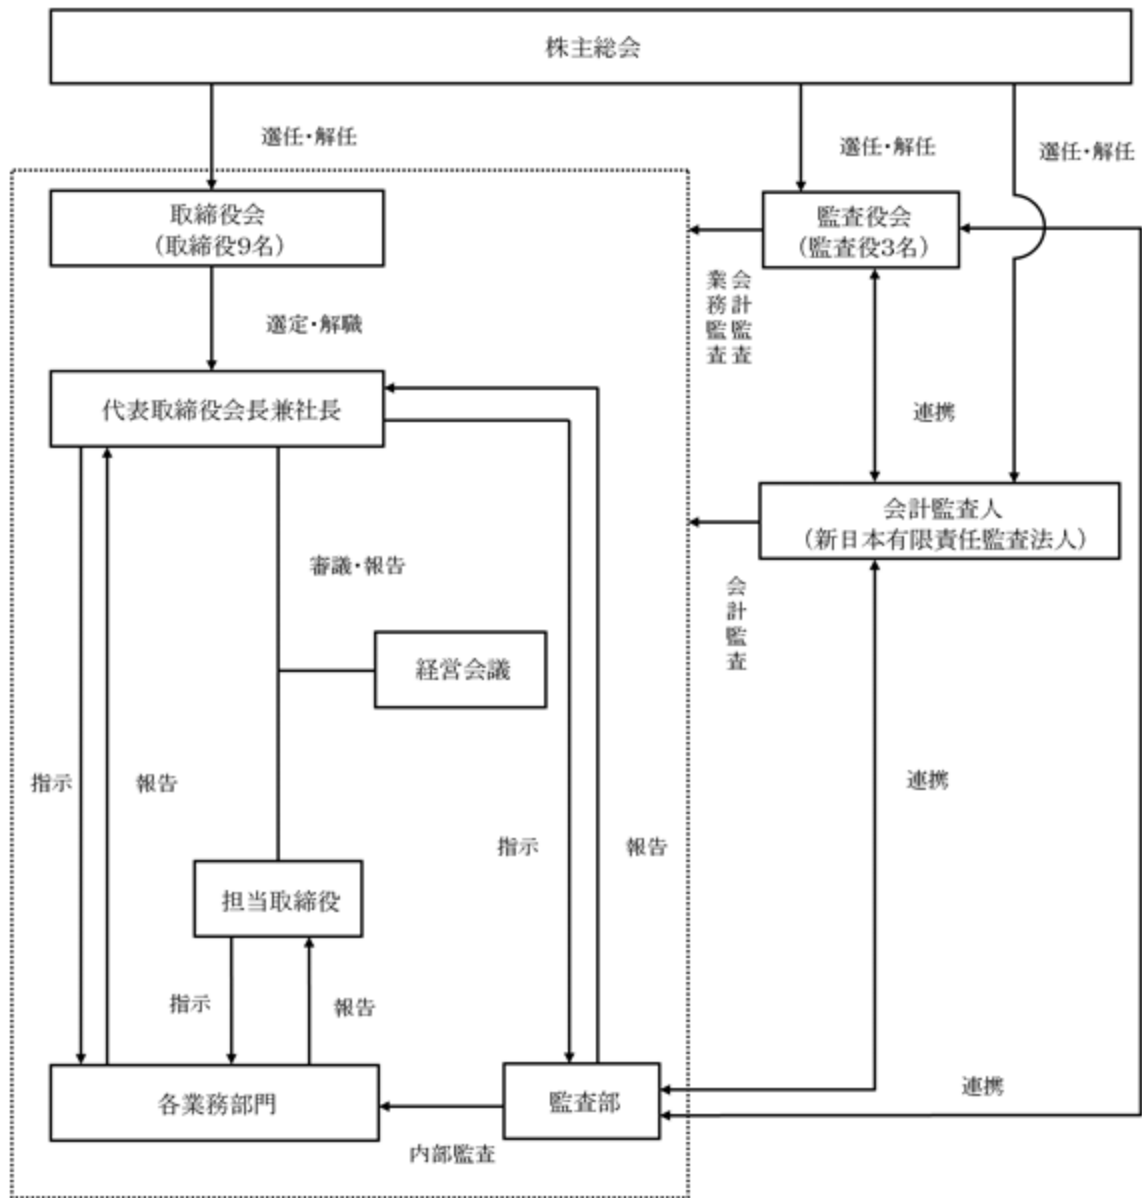 株主総会
選任・解任
選任・解任
選任・解任
取締役会
（取締役9名）
監査役会
（監査役3名）
会計監査
業務監査
選定・解職
代表取締役会長兼社長
連携
会計監査人
（新日本有限責任監査法人）
審議・報告
会計監査
経営会議
指示
報告
連携
指示
報告
担当取締役
指示
報告
各業務部門
監査部
連携
内部監査